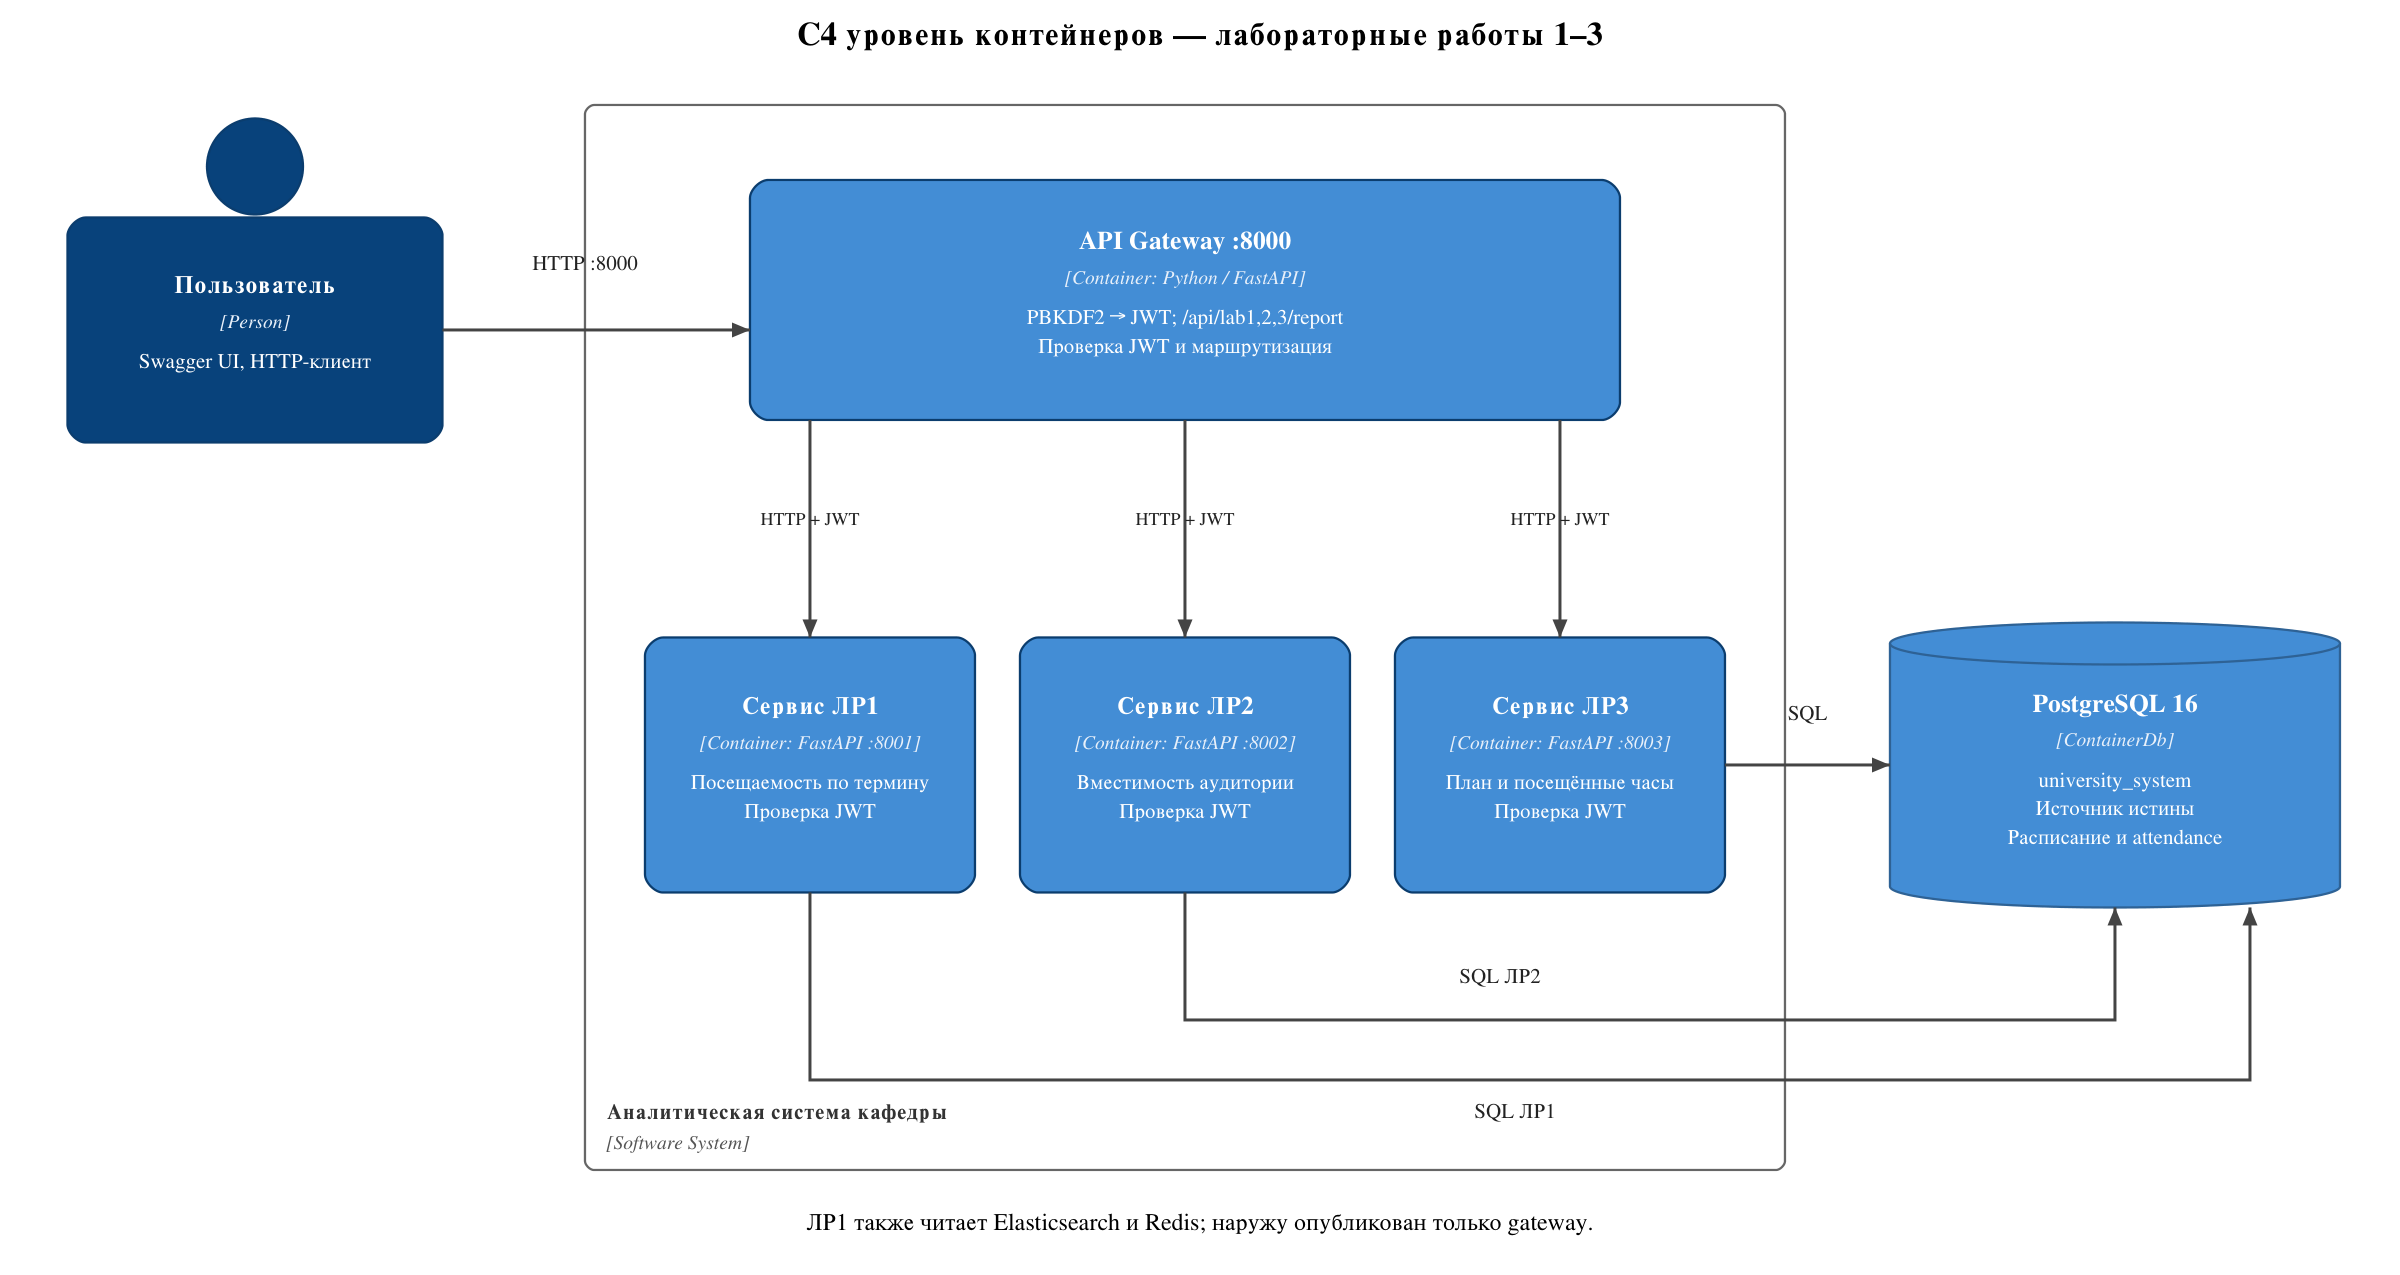 C4 уровень контейнеров — лабораторные работы 1–3
Пользователь
[Person]
Swagger UI, HTTP-клиент
HTTP :8000
API Gateway :8000
[Container: Python / FastAPI]
PBKDF2 → JWT; /api/lab1,2,3/report
Проверка JWT и маршрутизация
HTTP + JWT
HTTP + JWT
HTTP + JWT
Сервис ЛР1
[Container: FastAPI :8001]
Посещаемость по термину
Проверка JWT
Сервис ЛР2
[Container: FastAPI :8002]
Вместимость аудитории
Проверка JWT
Сервис ЛР3
[Container: FastAPI :8003]
План и посещённые часы
Проверка JWT
SQL
PostgreSQL 16
[ContainerDb]
university_system
Источник истины
Расписание и attendance
SQL ЛР2
SQL ЛР1
Аналитическая система кафедры
[Software System]
ЛР1 также читает Elasticsearch и Redis; наружу опубликован только gateway.